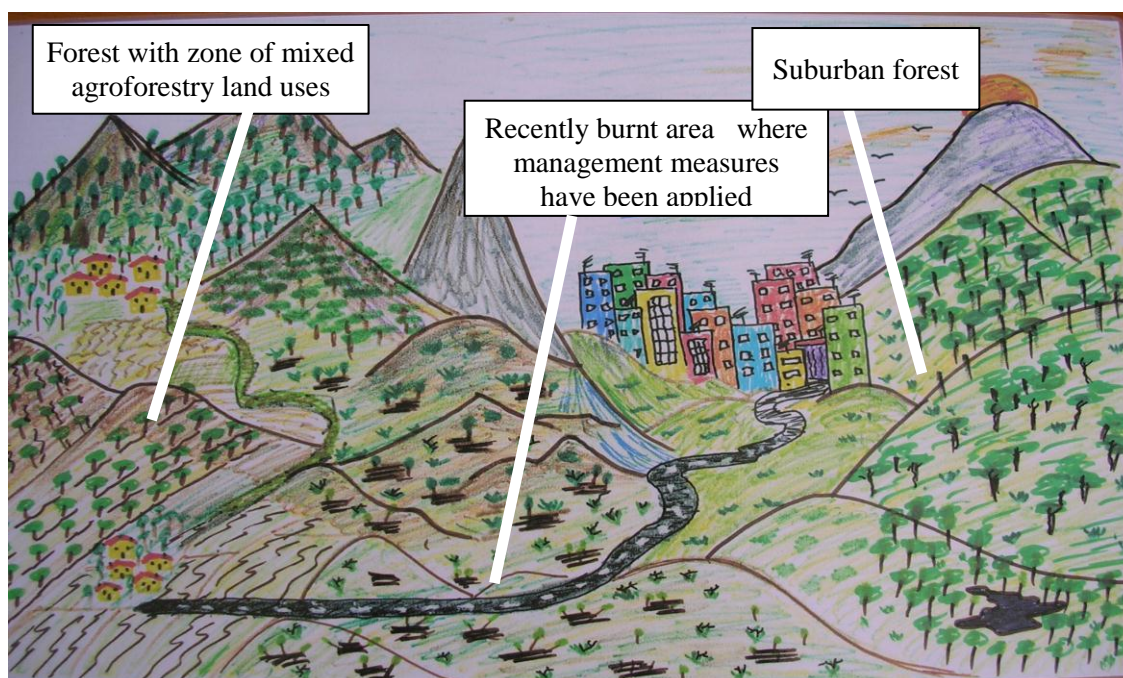 Forest with zone of mixed
agroforestry land uses
Suburban forest
Recently burnt area where
management measures
have been applied